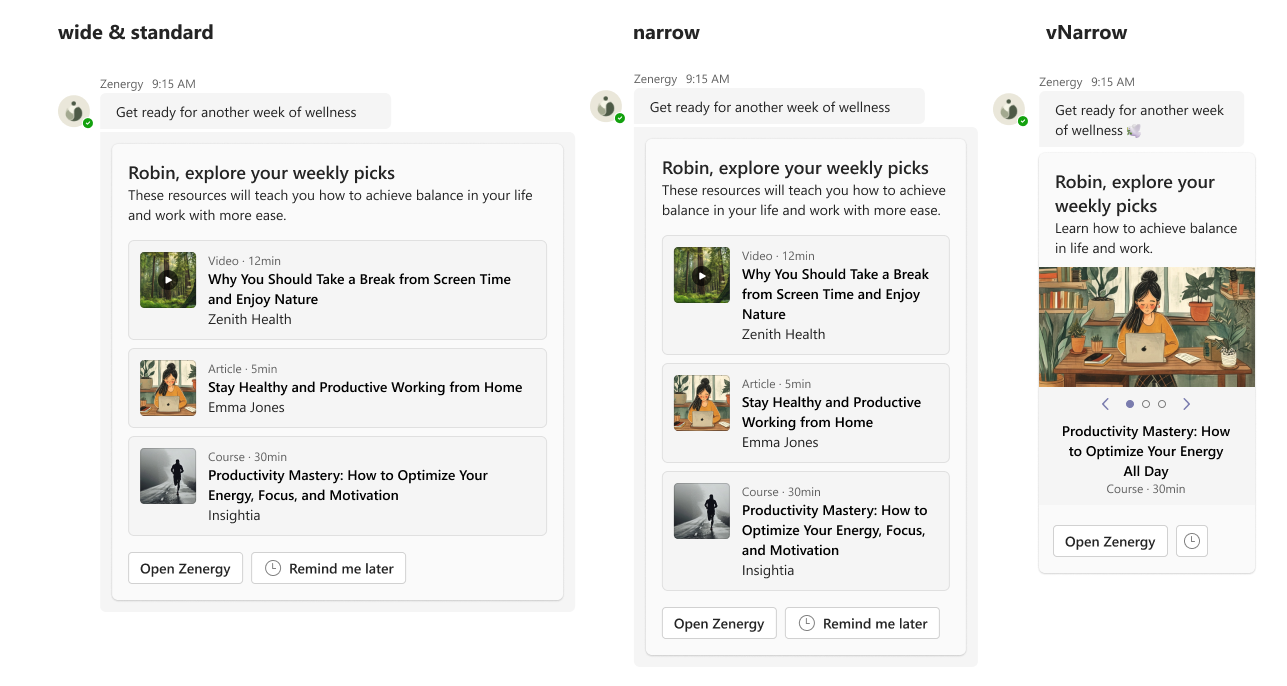 wide & standard
Zenergy 9:15 AM
Get ready for another week of wellness
Robin, explore your weekly picks
These resources will teach you how to achieve balance in your life
and work with more ease.
Video · 12min
Why You Should Take a Break from Screen Time
and Enjoy Nature
Zenith Health
Article · 5min
Stay Healthy and Productive Working from Home
Emma Jones
Course · 30min
Productivity Mastery: How to Optimize Your
Energy, Focus, and Motivation
Insightia
Open Zenergy
Remind me later
narrow
Zenergy 9:15 AM
Get ready for another week of wellness
Robin, explore your weekly picks
These resources will teach you how to achieve
balance in your life and work with more ease.
Video · 12min
Why You Should Take a Break
from Screen Time and Enjoy
Nature
Zenith Health
Article · 5min
Stay Healthy and Productive
Working from Home
Emma Jones
Course · 30min
Productivity Mastery: How to
Optimize Your Energy, Focus,
and Motivation
Insightia
Open Zenergy
Remind me later
vNarrow
Zenergy 9:15 AM
Get ready for another week
of wellness 🕊️
Robin, explore your
weekly picks
Learn how to achieve balance
in life and work.
Productivity Mastery: How
to Optimize Your Energy
All Day
Course · 30min
Open Zenergy